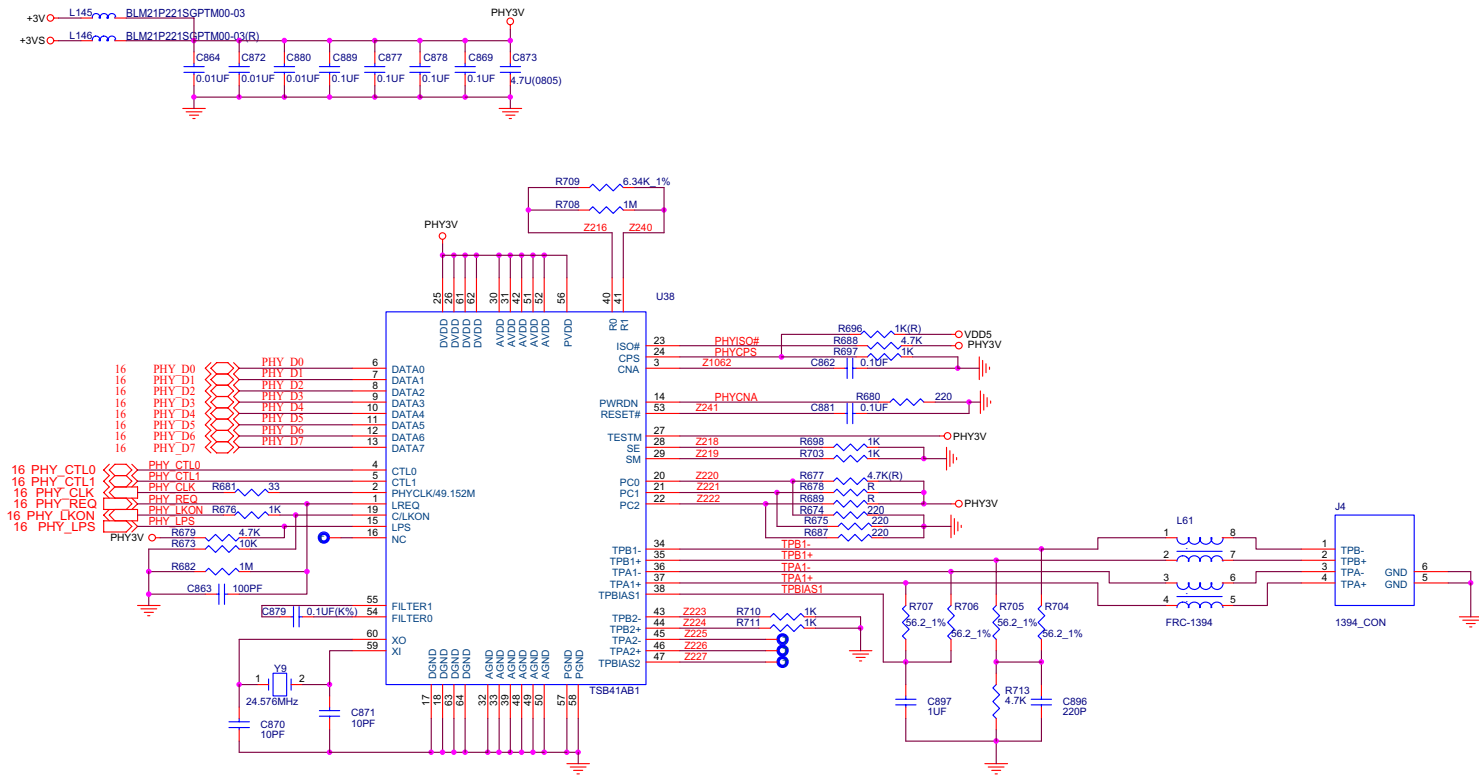 +3V L145 BLM21P221SGPTM00-03
PHY3V
+3VS L146 BLM21P221SGPTM00-03(R)
C864 C872 C880 C889 C877 C878 C869 C873
0.01UF 0.01UF 0.01UF 0.1UF 0.1UF 0.1UF 0.1UF 4.7U(0805)
R709 6.34K_1%
R708 1M
PHY3V
Z216 Z240
25 26 61 62 30 31 42 51 52 56 40 41
U38
DVDD DVDD DVDD DVDD AVDD AVDD AVDD AVDD AVDD PVDD R0 R1
R696 1K(R) VDD5
ISO# 23 PHYISO# R688 4.7K PHY3V
CPS 24 PHYCPS R697 1K
CNA 3 Z1062 C862 0.1UF
16 PHY_D0 PHY_D0 6 DATA0
16 PHY_D1 PHY_D1 7 DATA1
16 PHY_D2 PHY_D2 8 DATA2
16 PHY_D3 PHY_D3 9 DATA3
16 PHY_D4 PHY_D4 10 DATA4
16 PHY_D5 PHY_D5 11 DATA5
16 PHY_D6 PHY_D6 12 DATA6
16 PHY_D7 PHY_D7 13 DATA7
PWRDN 14 PHYCNA R680 220
RESET# 53 Z241 C881 0.1UF
TESTM 27 PHY3V
SE 28 Z218 R698 1K
SM 29 Z219 R703 1K
16 PHY_CTL0 PHY_CTL0 4 CTL0
16 PHY_CTL1 PHY_CTL1 5 CTL1
16 PHY_CLK PHY_CLK R681 33 2 PHYCLK/49.152M
16 PHY_REQ PHY_REQ 1 LREQ
16 PHY_LKON PHY_LKON R676 1K 19 C/LKON
16 PHY_LPS PHY_LPS 15 LPS
PHY3V R679 4.7K 16 NC
R673 10K
R682 1M
C863 100PF
PC0 20 Z220 R677 4.7K(R)
PC1 21 Z221 R678 R
PC2 22 Z222 R689 R PHY3V
R674 220
R675 220
R687 220
TPB1- 34 TPB1-
TPB1+ 35 TPB1+
TPA1- 36 TPA1-
TPA1+ 37 TPA1+
TPBIAS1 38 TPBIAS1
L61
1 8
2 7
3 6
4 5
FRC-1394
J4
1 TPB-
2 TPB+
3 TPA- GND 6
4 TPA+ GND 5
1394_CON
R707 R706 R705 R704
56.2_1% 56.2_1% 56.2_1% 56.2_1%
C879 0.1UF(K%) 55 FILTER1
54 FILTER0
TPB2- 43 Z223 R710 1K
TPB2+ 44 Z224 R711 1K
TPA2- 45 Z225
TPA2+ 46 Z226
TPBIAS2 47 Z227
60 XO
59 XI
1 Y9 2
24.576MHz
C870
10PF
C871
10PF
DGND DGND DGND DGND AGND AGND AGND AGND AGND AGND PGND PGND
TSB41AB1
17 18 63 64 32 33 39 48 49 50 57 58
C897
1UF
R713
4.7K
C896
220P